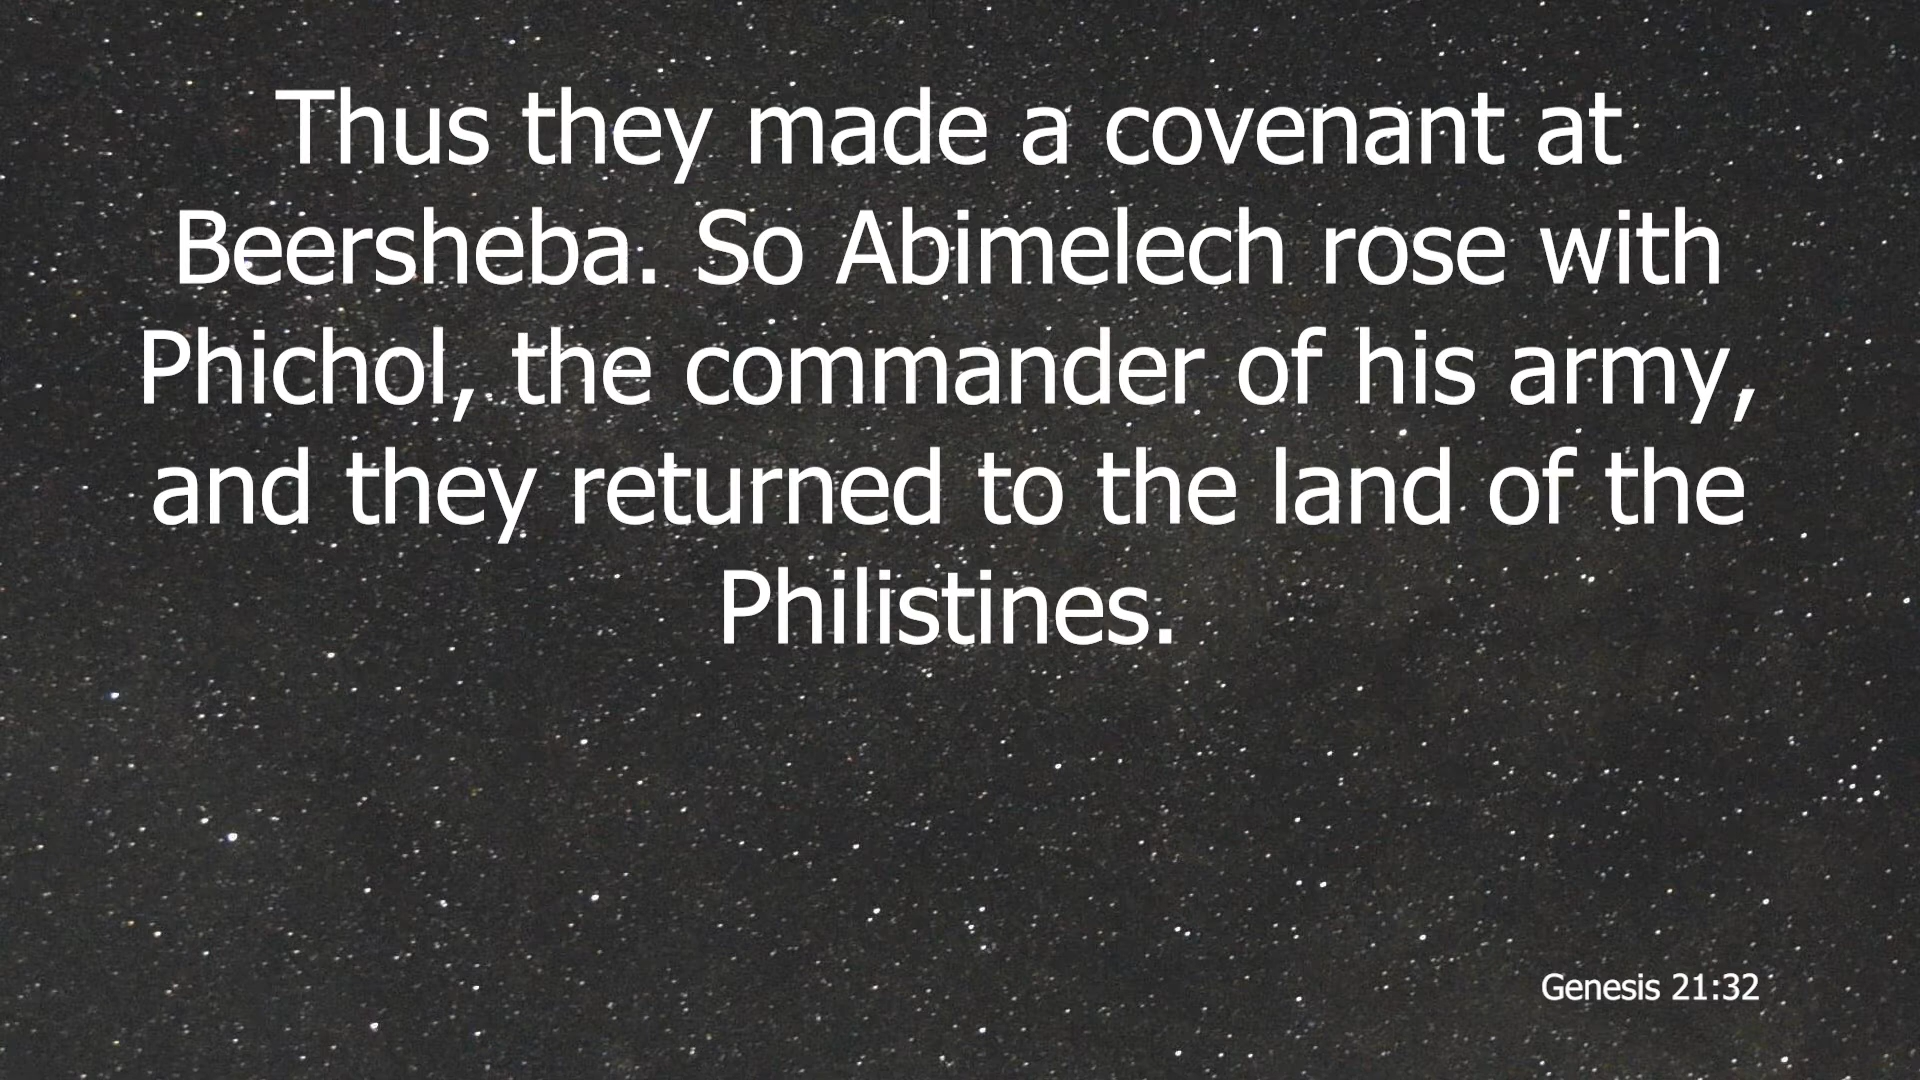 Thus they made a covenant at
Beersheba. So Abimelech rose with
Phichol, the commander of his army,
and they returned to the land of the
Philistines.
Genesis 21:32